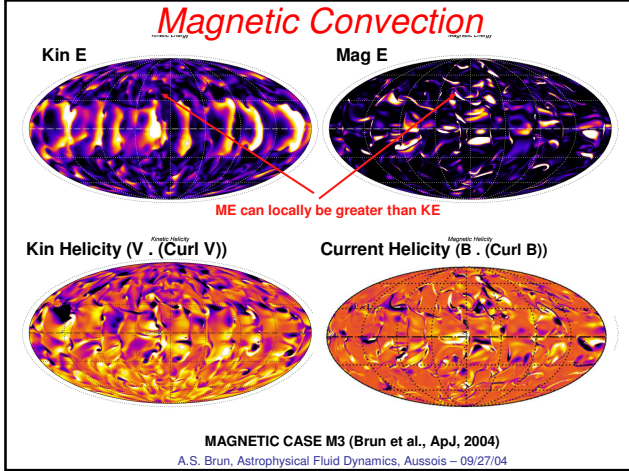 Magnetic Convection
Kinetic Energy
Magnetic Energy
Kin E
Mag E
ME can locally be greater than KE
Kinetic Helicity
Magnetic Helicity
Kin Helicity (V . (Curl V))
Current Helicity (B . (Curl B))
MAGNETIC CASE M3 (Brun et al., ApJ, 2004)
A.S. Brun, Astrophysical Fluid Dynamics, Aussois – 09/27/04